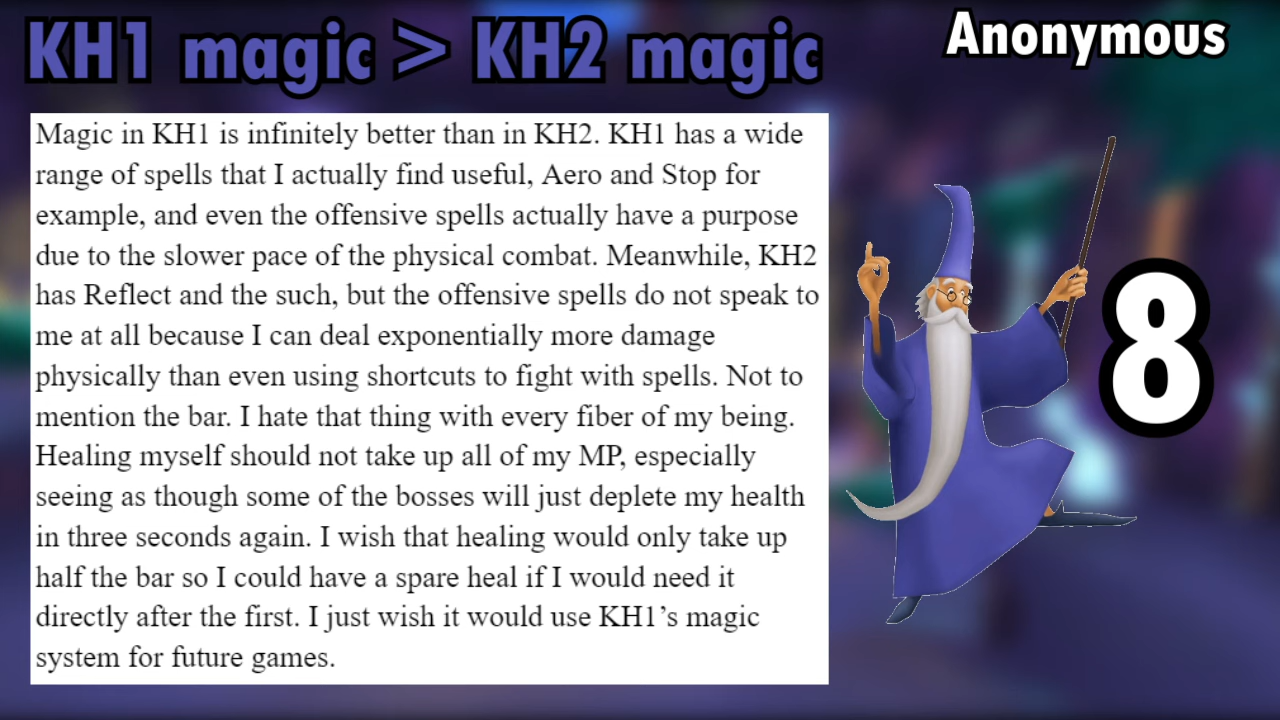 KH1 magic > KH2 magic
Anonymous
Magic in KH1 is infinitely better than in KH2. KH1 has a wide
range of spells that I actually find useful, Aero and Stop for
example, and even the offensive spells actually have a purpose
due to the slower pace of the physical combat. Meanwhile, KH2
has Reflect and the such, but the offensive spells do not speak to
me at all because I can deal exponentially more damage
physically than even using shortcuts to fight with spells. Not to
mention the bar. I hate that thing with every fiber of my being.
Healing myself should not take up all of my MP, especially
seeing as though some of the bosses will just deplete my health
in three seconds again. I wish that healing would only take up
half the bar so I could have a spare heal if I would need it
directly after the first. I just wish it would use KH1’s magic
system for future games.
8